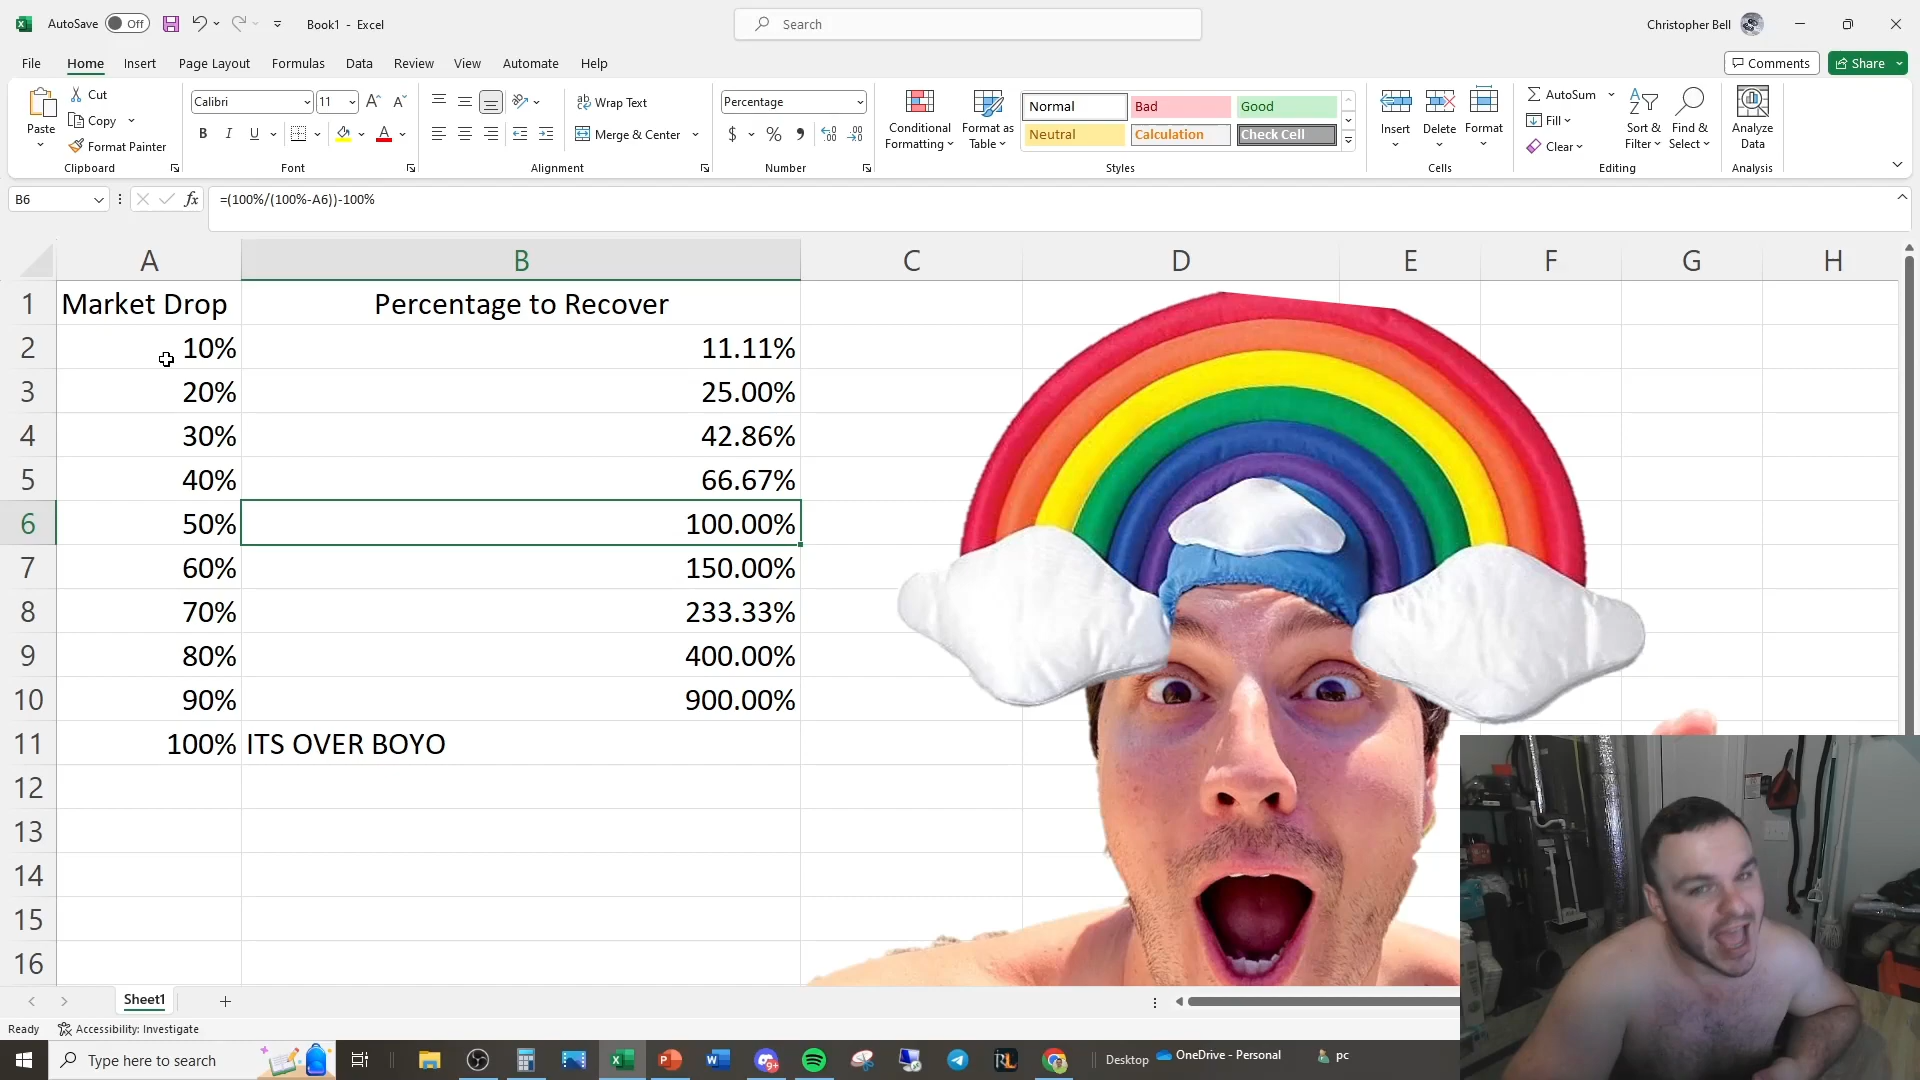 AutoSave Off Book1 - Excel Search Christopher Bell
File Home Insert Page Layout Formulas Data Review View Automate Help Comments Share
Paste
Cut
Copy
Format Painter
Clipboard
Calibri 11
B I U
Font
Wrap Text
Merge & Center
Alignment
Percentage
$ % ,
Number
Conditional Formatting
Format as Table
Normal Bad Good
Neutral Calculation Check Cell
Styles
Insert Delete Format
Cells
AutoSum
Fill
Clear
Sort & Filter
Find & Select
Editing
Analyze Data
Analysis
B6 fx =(100%/(100%-A6))-100%
A B C D E F G H
1 Market Drop Percentage to Recover
2 10% 11.11%
3 20% 25.00%
4 30% 42.86%
5 40% 66.67%
6 50% 100.00%
7 60% 150.00%
8 70% 233.33%
9 80% 400.00%
10 90% 900.00%
11 100% ITS OVER BOYO
12
13
14
15
16
Sheet1
Ready Accessibility: Investigate
Type here to search Desktop OneDrive - Personal pc